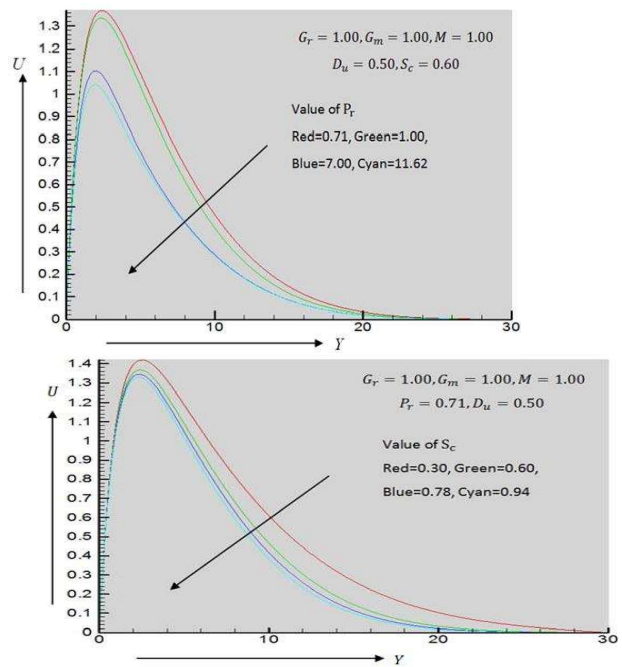 1.3
1.2
1.1
1
0.9
0.8
0.7
0.6
0.5
0.4
0.3
0.2
0.1
0
U
G_r = 1.00, G_m = 1.00, M = 1.00
D_u = 0.50, S_c = 0.60
Value of P_r
Red=0.71, Green=1.00,
Blue=7.00, Cyan=11.62
0 10 20 30
Y
1.4
1.3
1.2
1.1
1
0.9
0.8
0.7
0.6
0.5
0.4
0.3
0.2
0.1
0
U
G_r = 1.00, G_m = 1.00, M = 1.00
P_r = 0.71, D_u = 0.50
Value of S_c
Red=0.30, Green=0.60,
Blue=0.78, Cyan=0.94
0 10 20 30
Y